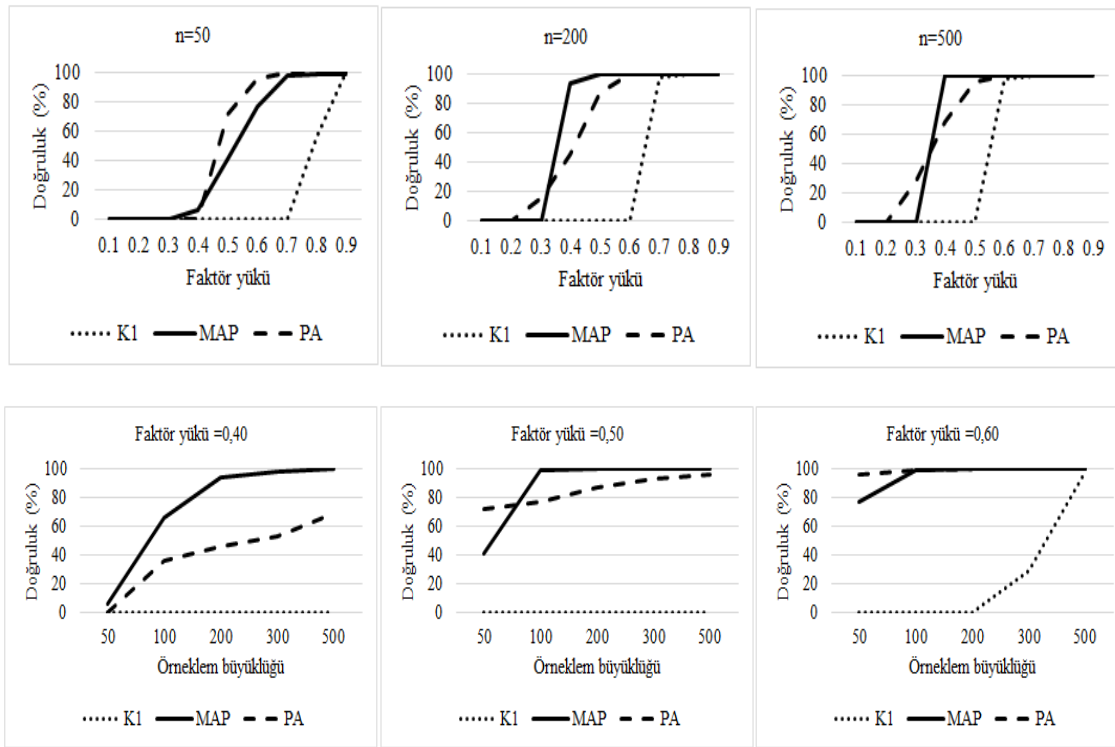 n=50
Doğruluk (%)
100
80
60
40
20
0
0.1 0.2 0.3 0.4 0.5 0.6 0.7 0.8 0.9
Faktör yükü
K1 MAP PA
n=200
Doğruluk (%)
100
80
60
40
20
0
0.1 0.2 0.3 0.4 0.5 0.6 0.7 0.8 0.9
Faktör yükü
K1 MAP PA
n=500
Doğruluk (%)
100
80
60
40
20
0
0.1 0.2 0.3 0.4 0.5 0.6 0.7 0.8 0.9
Faktör yükü
K1 MAP PA
Faktör yükü =0,40
Doğruluk (%)
100
80
60
40
20
0
50 100 200 300 500
Örneklem büyüklüğü
K1 MAP PA
Faktör yükü =0,50
Doğruluk (%)
100
80
60
40
20
0
50 100 200 300 500
Örneklem büyüklüğü
K1 MAP PA
Faktör yükü =0,60
Doğruluk (%)
100
80
60
40
20
0
50 100 200 300 500
Örneklem büyüklüğü
K1 MAP PA